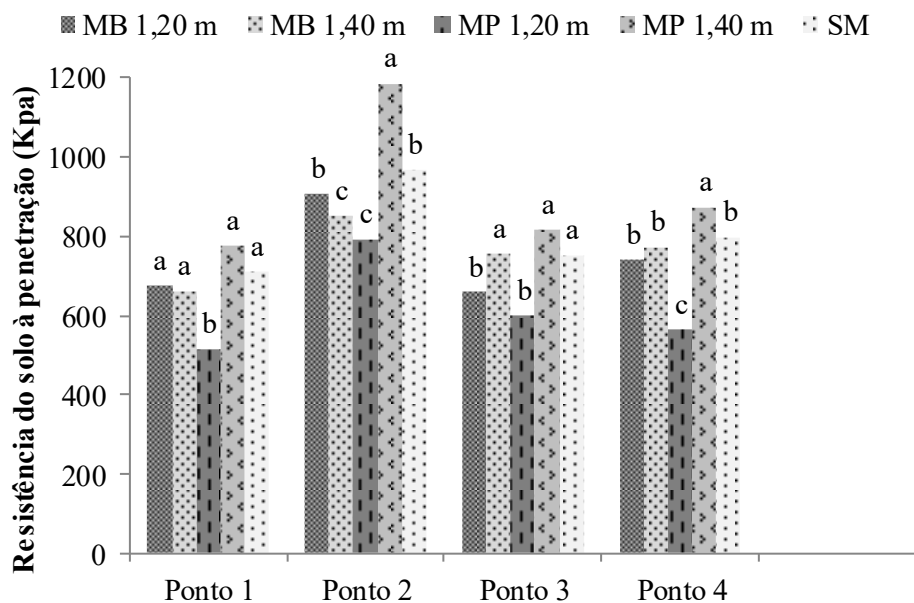 MB 1,20 m MB 1,40 m MP 1,20 m MP 1,40 m SM
Resistência do solo à penetração (Kpa)
1200
1000
800
600
400
200
0
a a b a a
b c c a b
b a b a a
b b c a b
Ponto 1 Ponto 2 Ponto 3 Ponto 4